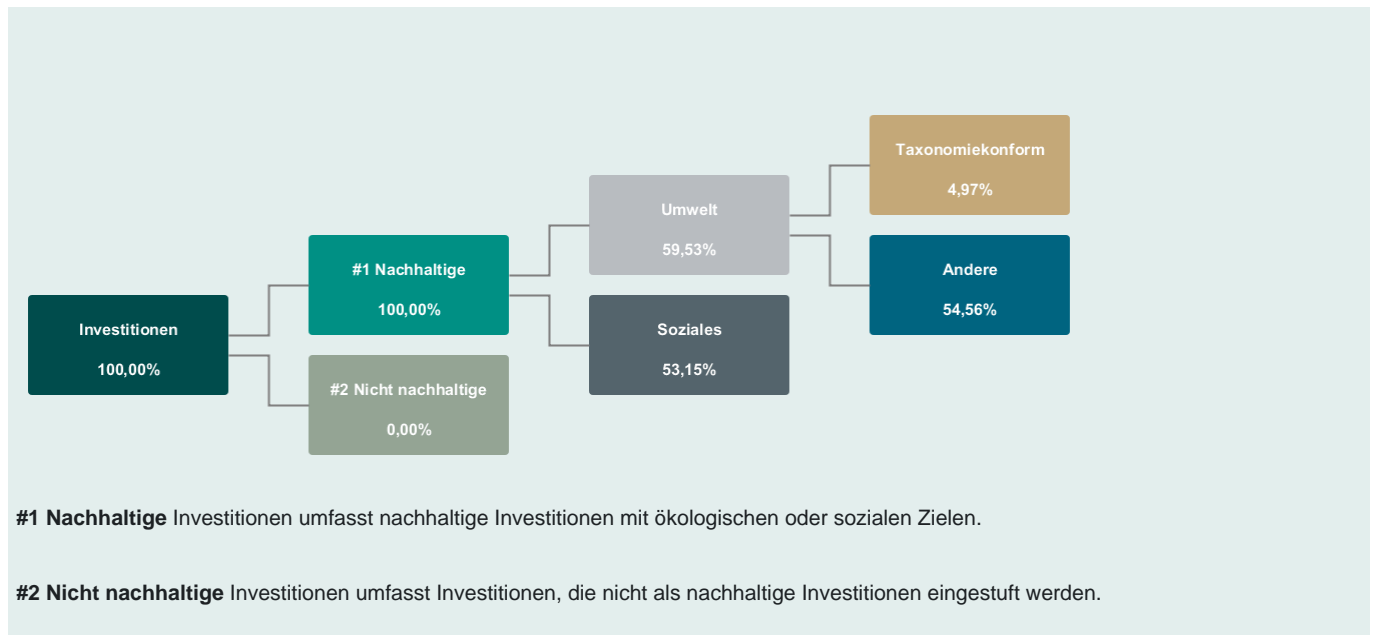 Taxonomiekonform
4,97%
Umwelt
59,53%
#1 Nachhaltige
100,00%
Andere
54,56%
Investitionen
100,00%
Soziales
53,15%
#2 Nicht nachhaltige
0,00%
#1 Nachhaltige Investitionen umfasst nachhaltige Investitionen mit ökologischen oder sozialen Zielen.
#2 Nicht nachhaltige Investitionen umfasst Investitionen, die nicht als nachhaltige Investitionen eingestuft werden.